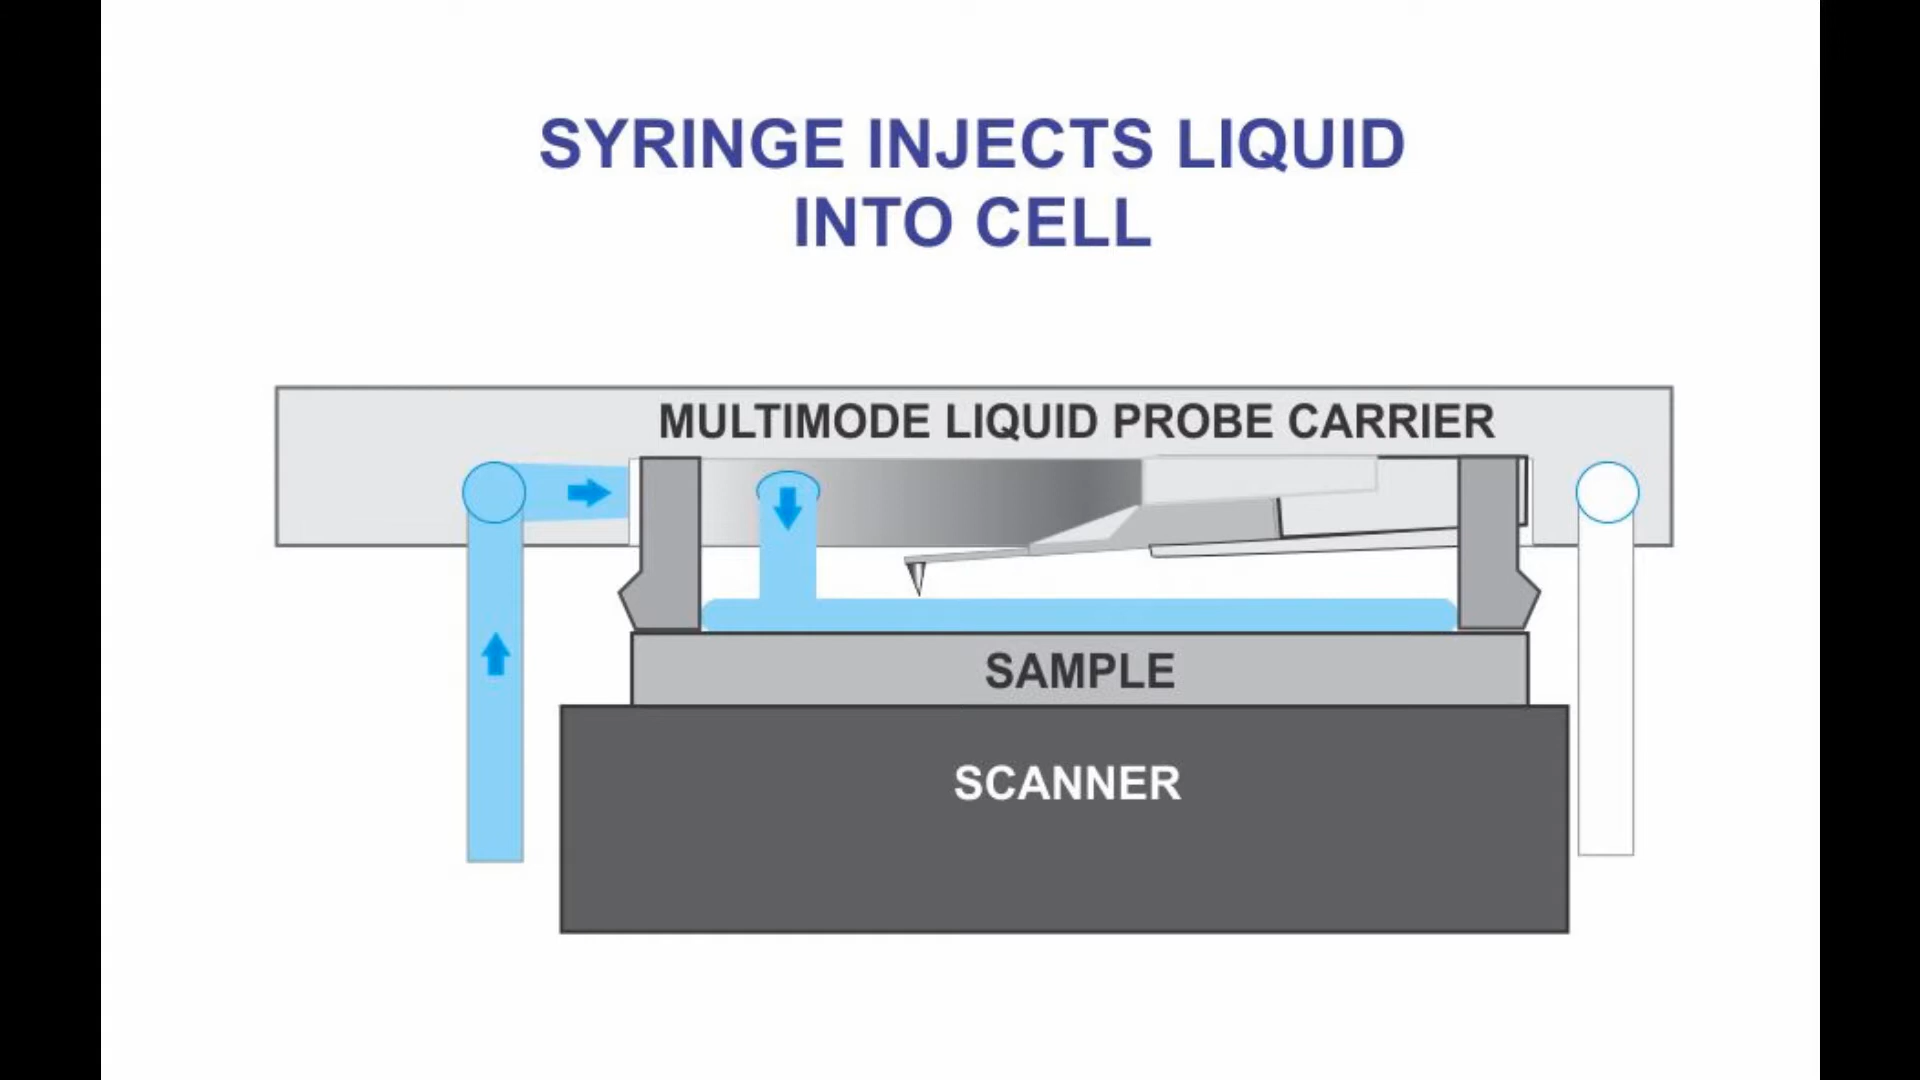 SYRINGE INJECTS LIQUID
INTO CELL
MULTIMODE LIQUID PROBE CARRIER
SAMPLE
SCANNER